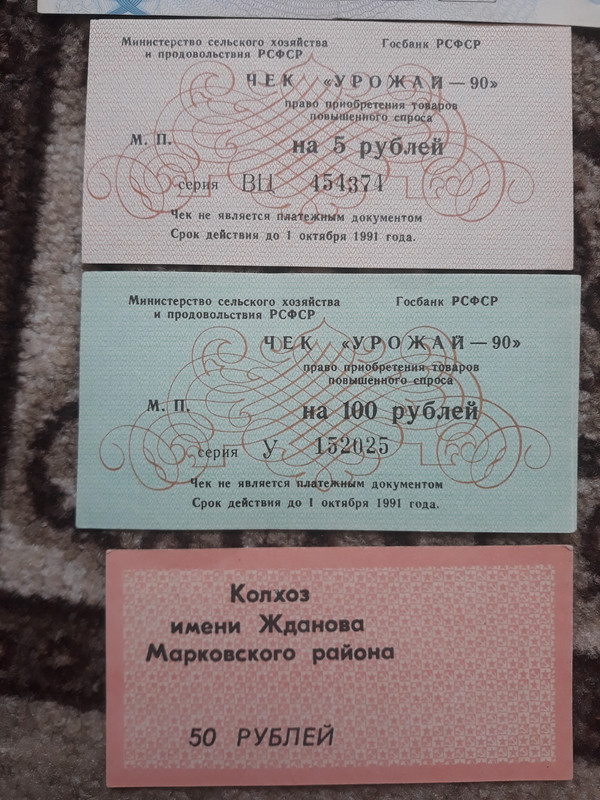 Министерство сельского хозяйства
и продовольствия РСФСР
Госбанк РСФСР
ЧЕК «УРОЖАЙ — 90»
право приобретения товаров
повышенного спроса
М. П.
на 5 рублей
серия ВЦ 454374
Чек не является платежным документом
Срок действия до 1 октября 1991 года.
Министерство сельского хозяйства
и продовольствия РСФСР
Госбанк РСФСР
ЧЕК «УРОЖАЙ — 90»
право приобретения товаров
повышенного спроса
М. П.
на 100 рублей
серия У 152025
Чек не является платежным документом
Срок действия до 1 октября 1991 года.
Колхоз
имени Жданова
Марковского района
50 РУБЛЕЙ